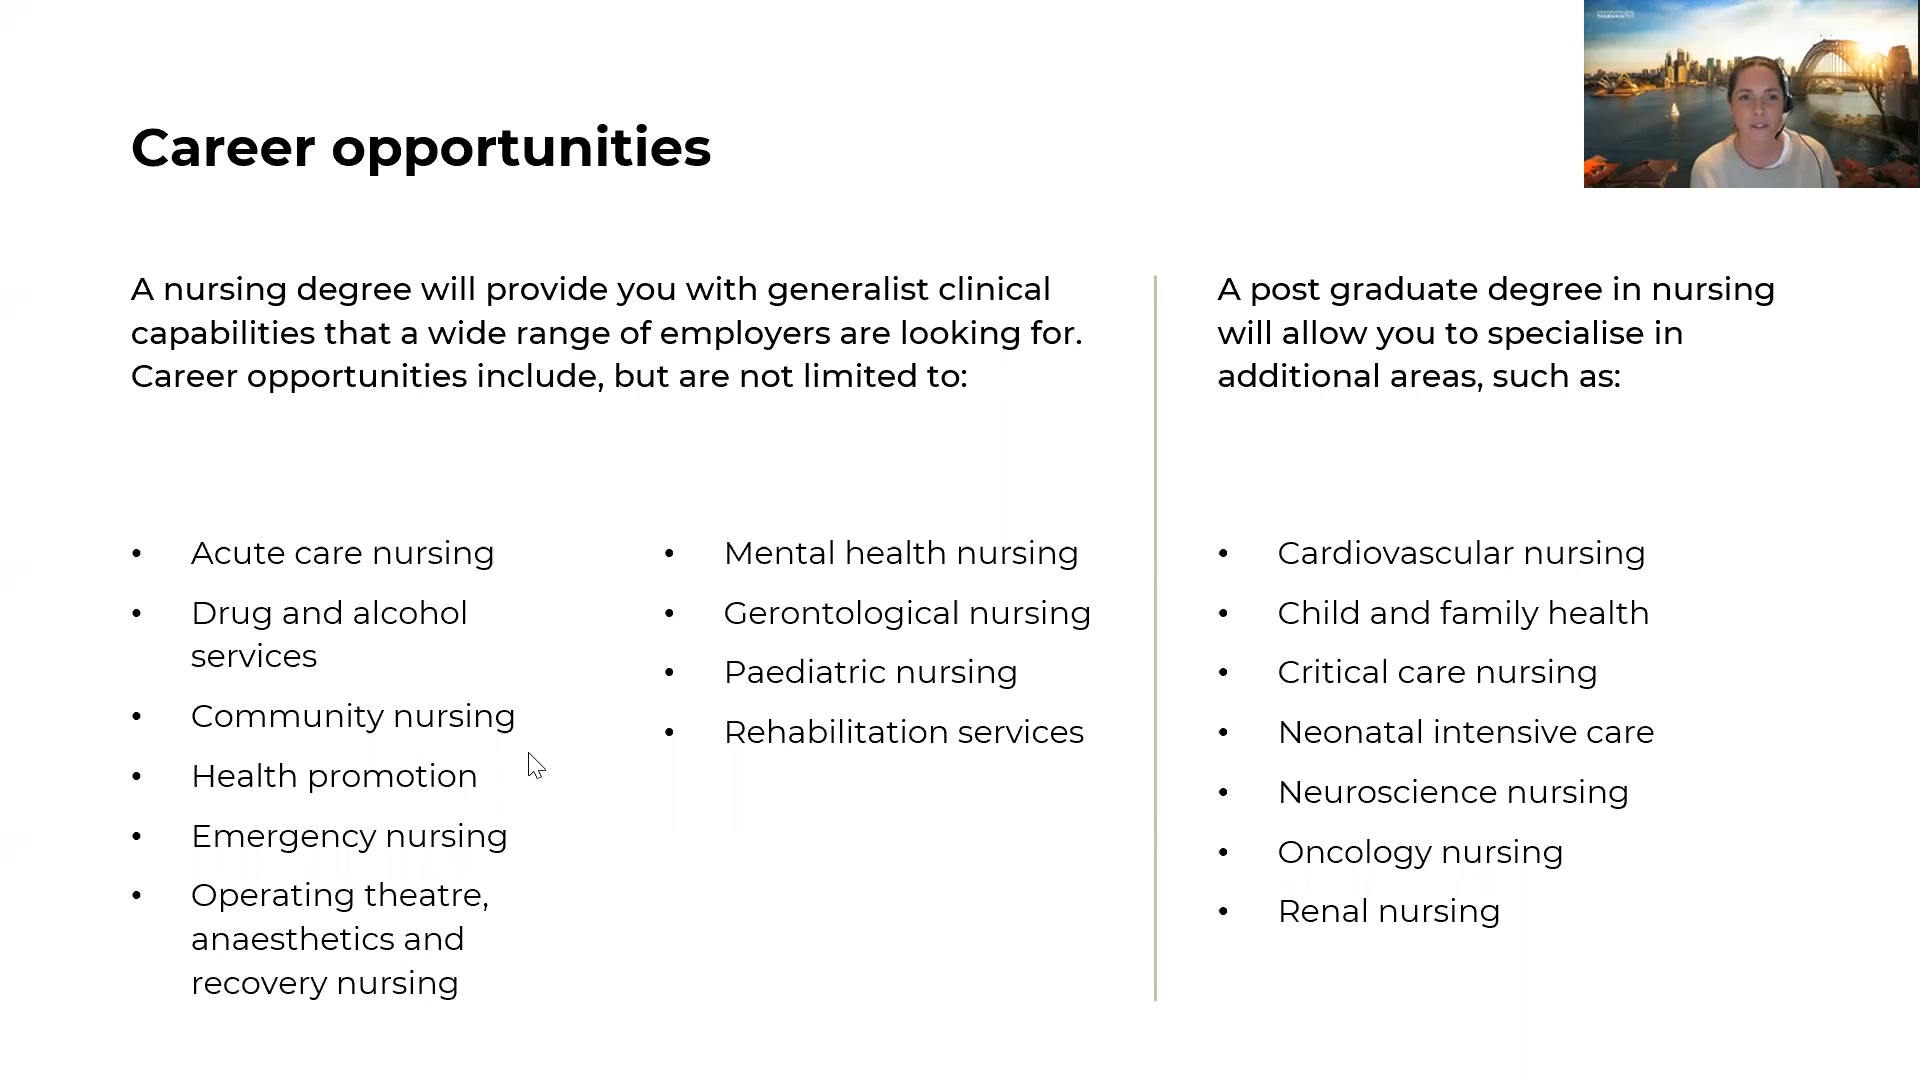 TASMANIA
Career opportunities
A nursing degree will provide you with generalist clinical
capabilities that a wide range of employers are looking for.
Career opportunities include, but are not limited to:
• Acute care nursing
• Drug and alcohol
services
• Community nursing
• Health promotion
• Emergency nursing
• Operating theatre,
anaesthetics and
recovery nursing
• Mental health nursing
• Gerontological nursing
• Paediatric nursing
• Rehabilitation services
A post graduate degree in nursing
will allow you to specialise in
additional areas, such as:
• Cardiovascular nursing
• Child and family health
• Critical care nursing
• Neonatal intensive care
• Neuroscience nursing
• Oncology nursing
• Renal nursing